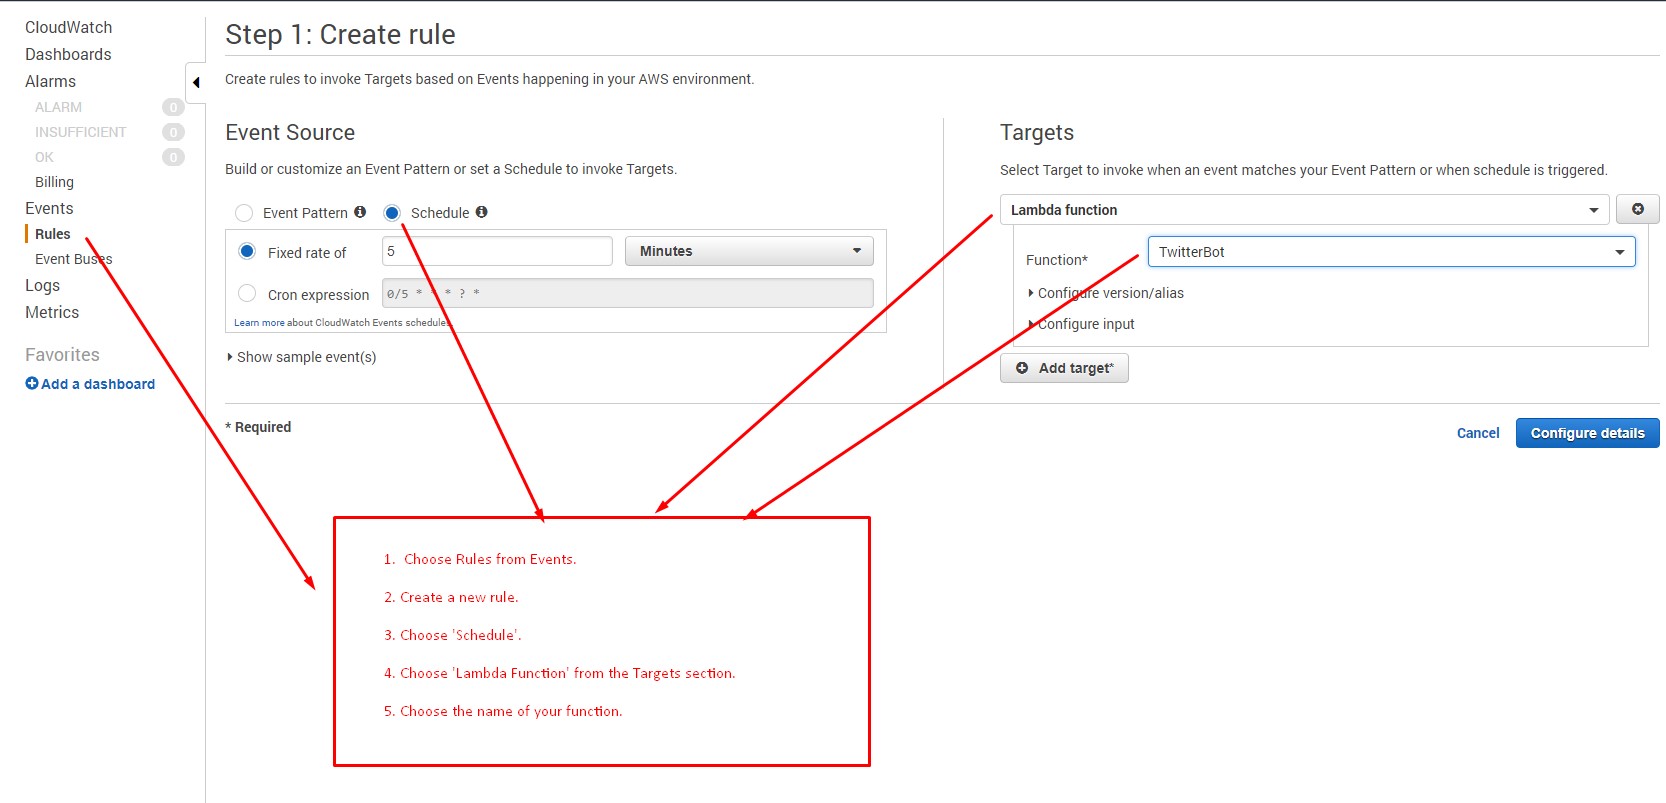 CloudWatch
Dashboards
Alarms
ALARM 0
INSUFFICIENT 0
OK 0
Billing
Events
Rules
Event Buses
Logs
Metrics
Favorites
Add a dashboard
Step 1: Create rule
Create rules to invoke Targets based on Events happening in your AWS environment.
Event Source
Build or customize an Event Pattern or set a Schedule to invoke Targets.
Event Pattern Schedule
Fixed rate of 5 Minutes
Cron expression 0/5 * * * ? *
Learn more about CloudWatch Events schedules.
Show sample event(s)
Targets
Select Target to invoke when an event matches your Event Pattern or when schedule is triggered.
Lambda function
Function* TwitterBot
Configure version/alias
Configure input
Add target*
* Required
Cancel Configure details
1. Choose Rules from Events.
2. Create a new rule.
3. Choose 'Schedule'.
4. Choose 'Lambda Function' from the Targets section.
5. Choose the name of your function.